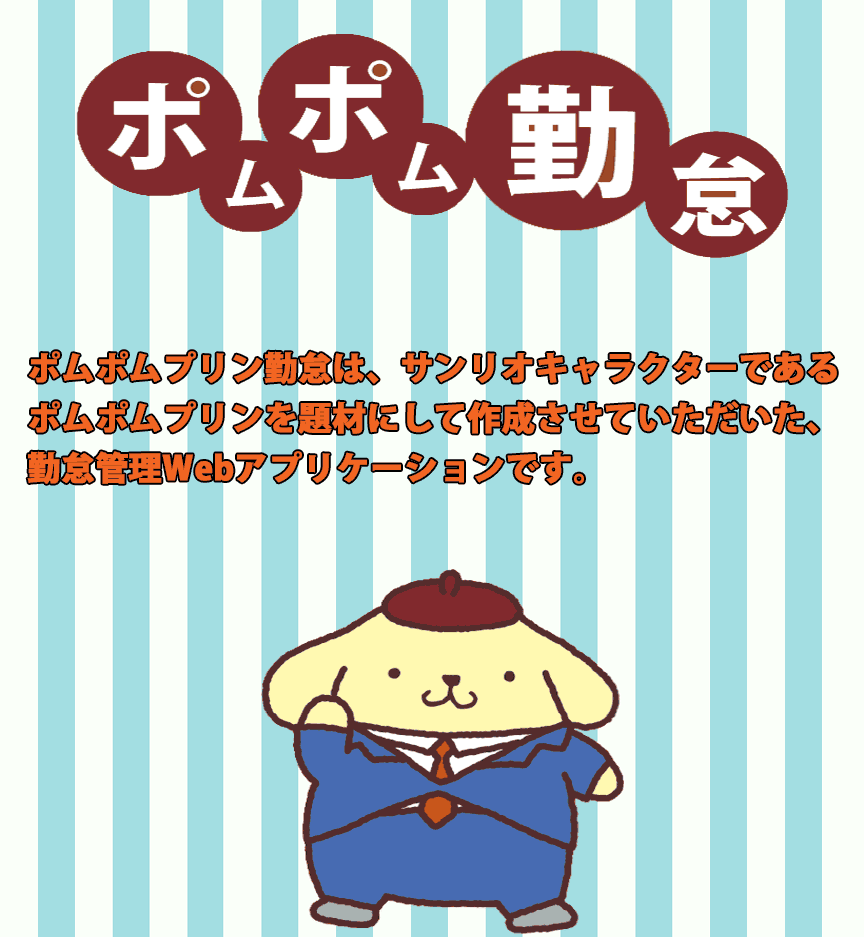 ポムポム勤怠
ポムポムプリン勤怠は、サンリオキャラクターである
ポムポムプリンを題材にして作成させていただいた、
勤怠管理Webアプリケーションです。